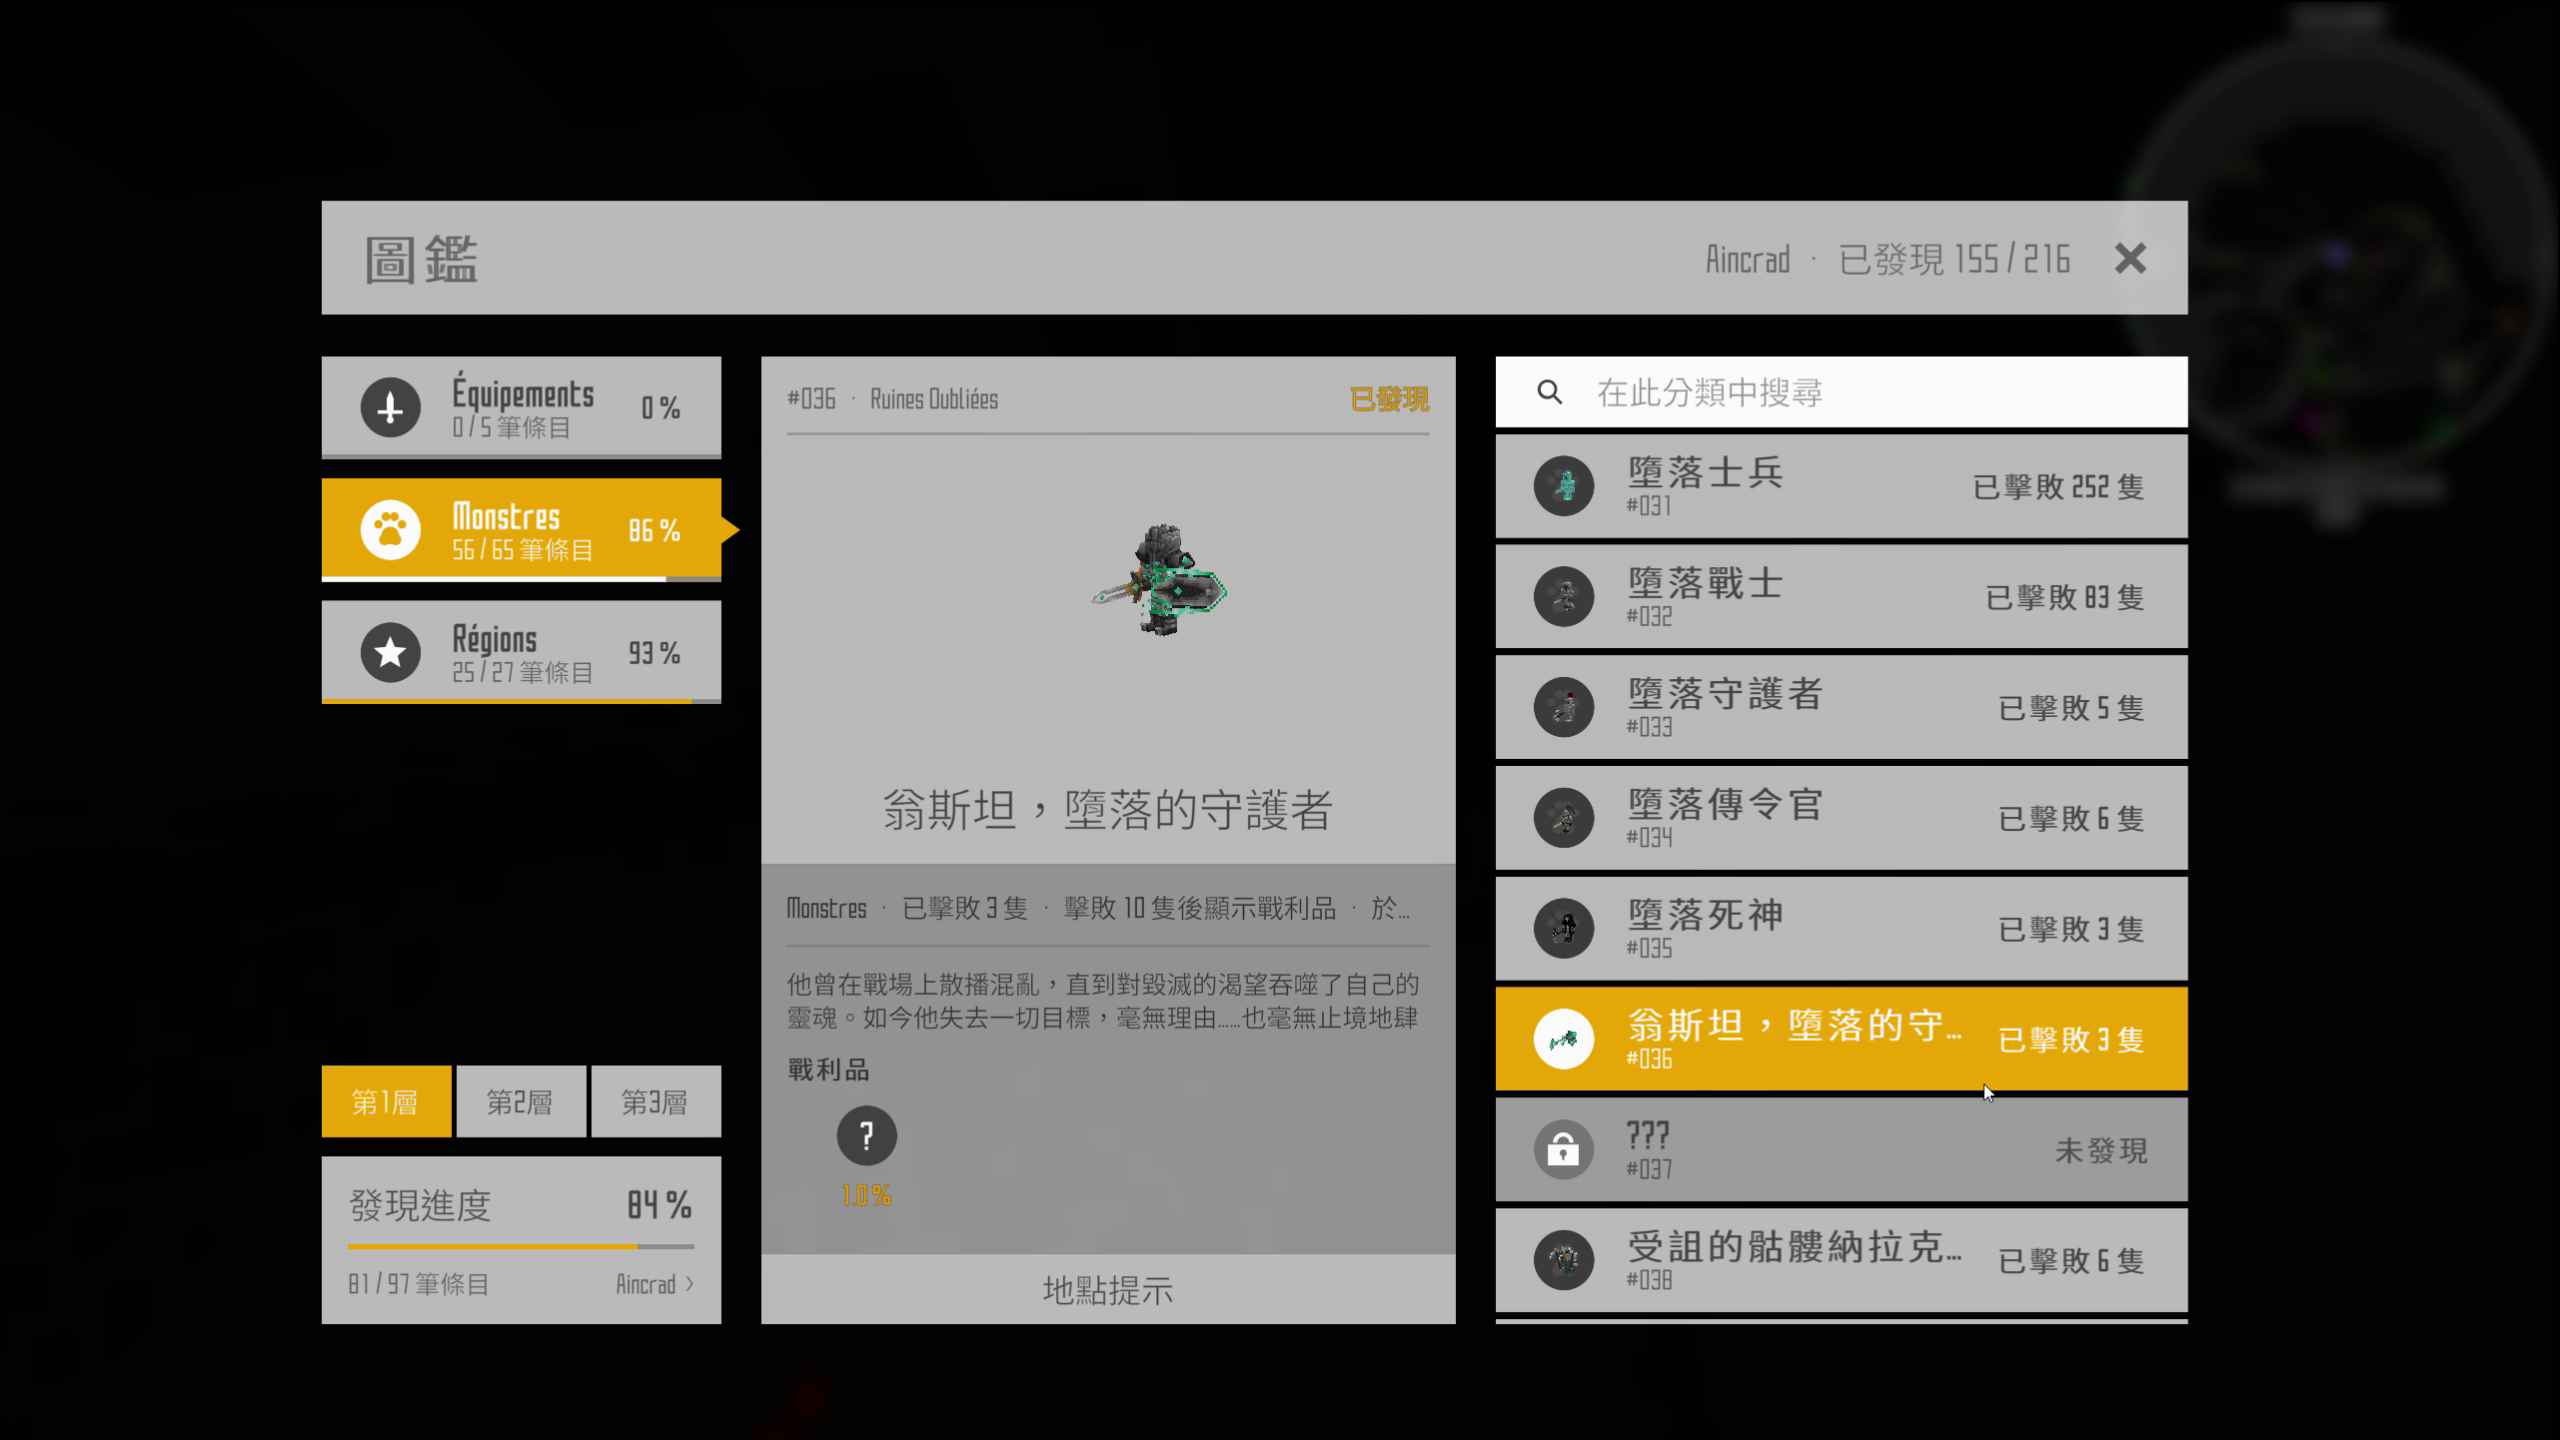 圖鑑
Aincrad · 已發現 155 / 216
Équipements
0 / 5 筆條目
0 %
Monstres
56 / 65 筆條目
86 %
Régions
25 / 27 筆條目
93 %
第1層
第2層
第3層
發現進度
84 %
81 / 97 筆條目
Aincrad >
#036 · Ruines Oubliées
已發現
翁斯坦，墮落的守護者
Monstres · 已擊敗 3 隻 · 擊敗 10 隻後顯示戰利品 · 於...
他曾在戰場上散播混亂，直到對毀滅的渴望吞噬了自己的
靈魂。如今他失去一切目標，毫無理由......也毫無止境地肆
戰利品
?
1.0 %
地點提示
在此分類中搜尋
墮落士兵
#031
已擊敗 252 隻
墮落戰士
#032
已擊敗 83 隻
墮落守護者
#033
已擊敗 5 隻
墮落傳令官
#034
已擊敗 6 隻
墮落死神
#035
已擊敗 3 隻
翁斯坦，墮落的守...
#036
已擊敗 3 隻
???
#037
未發現
受詛的骷髏納拉克...
#038
已擊敗 6 隻